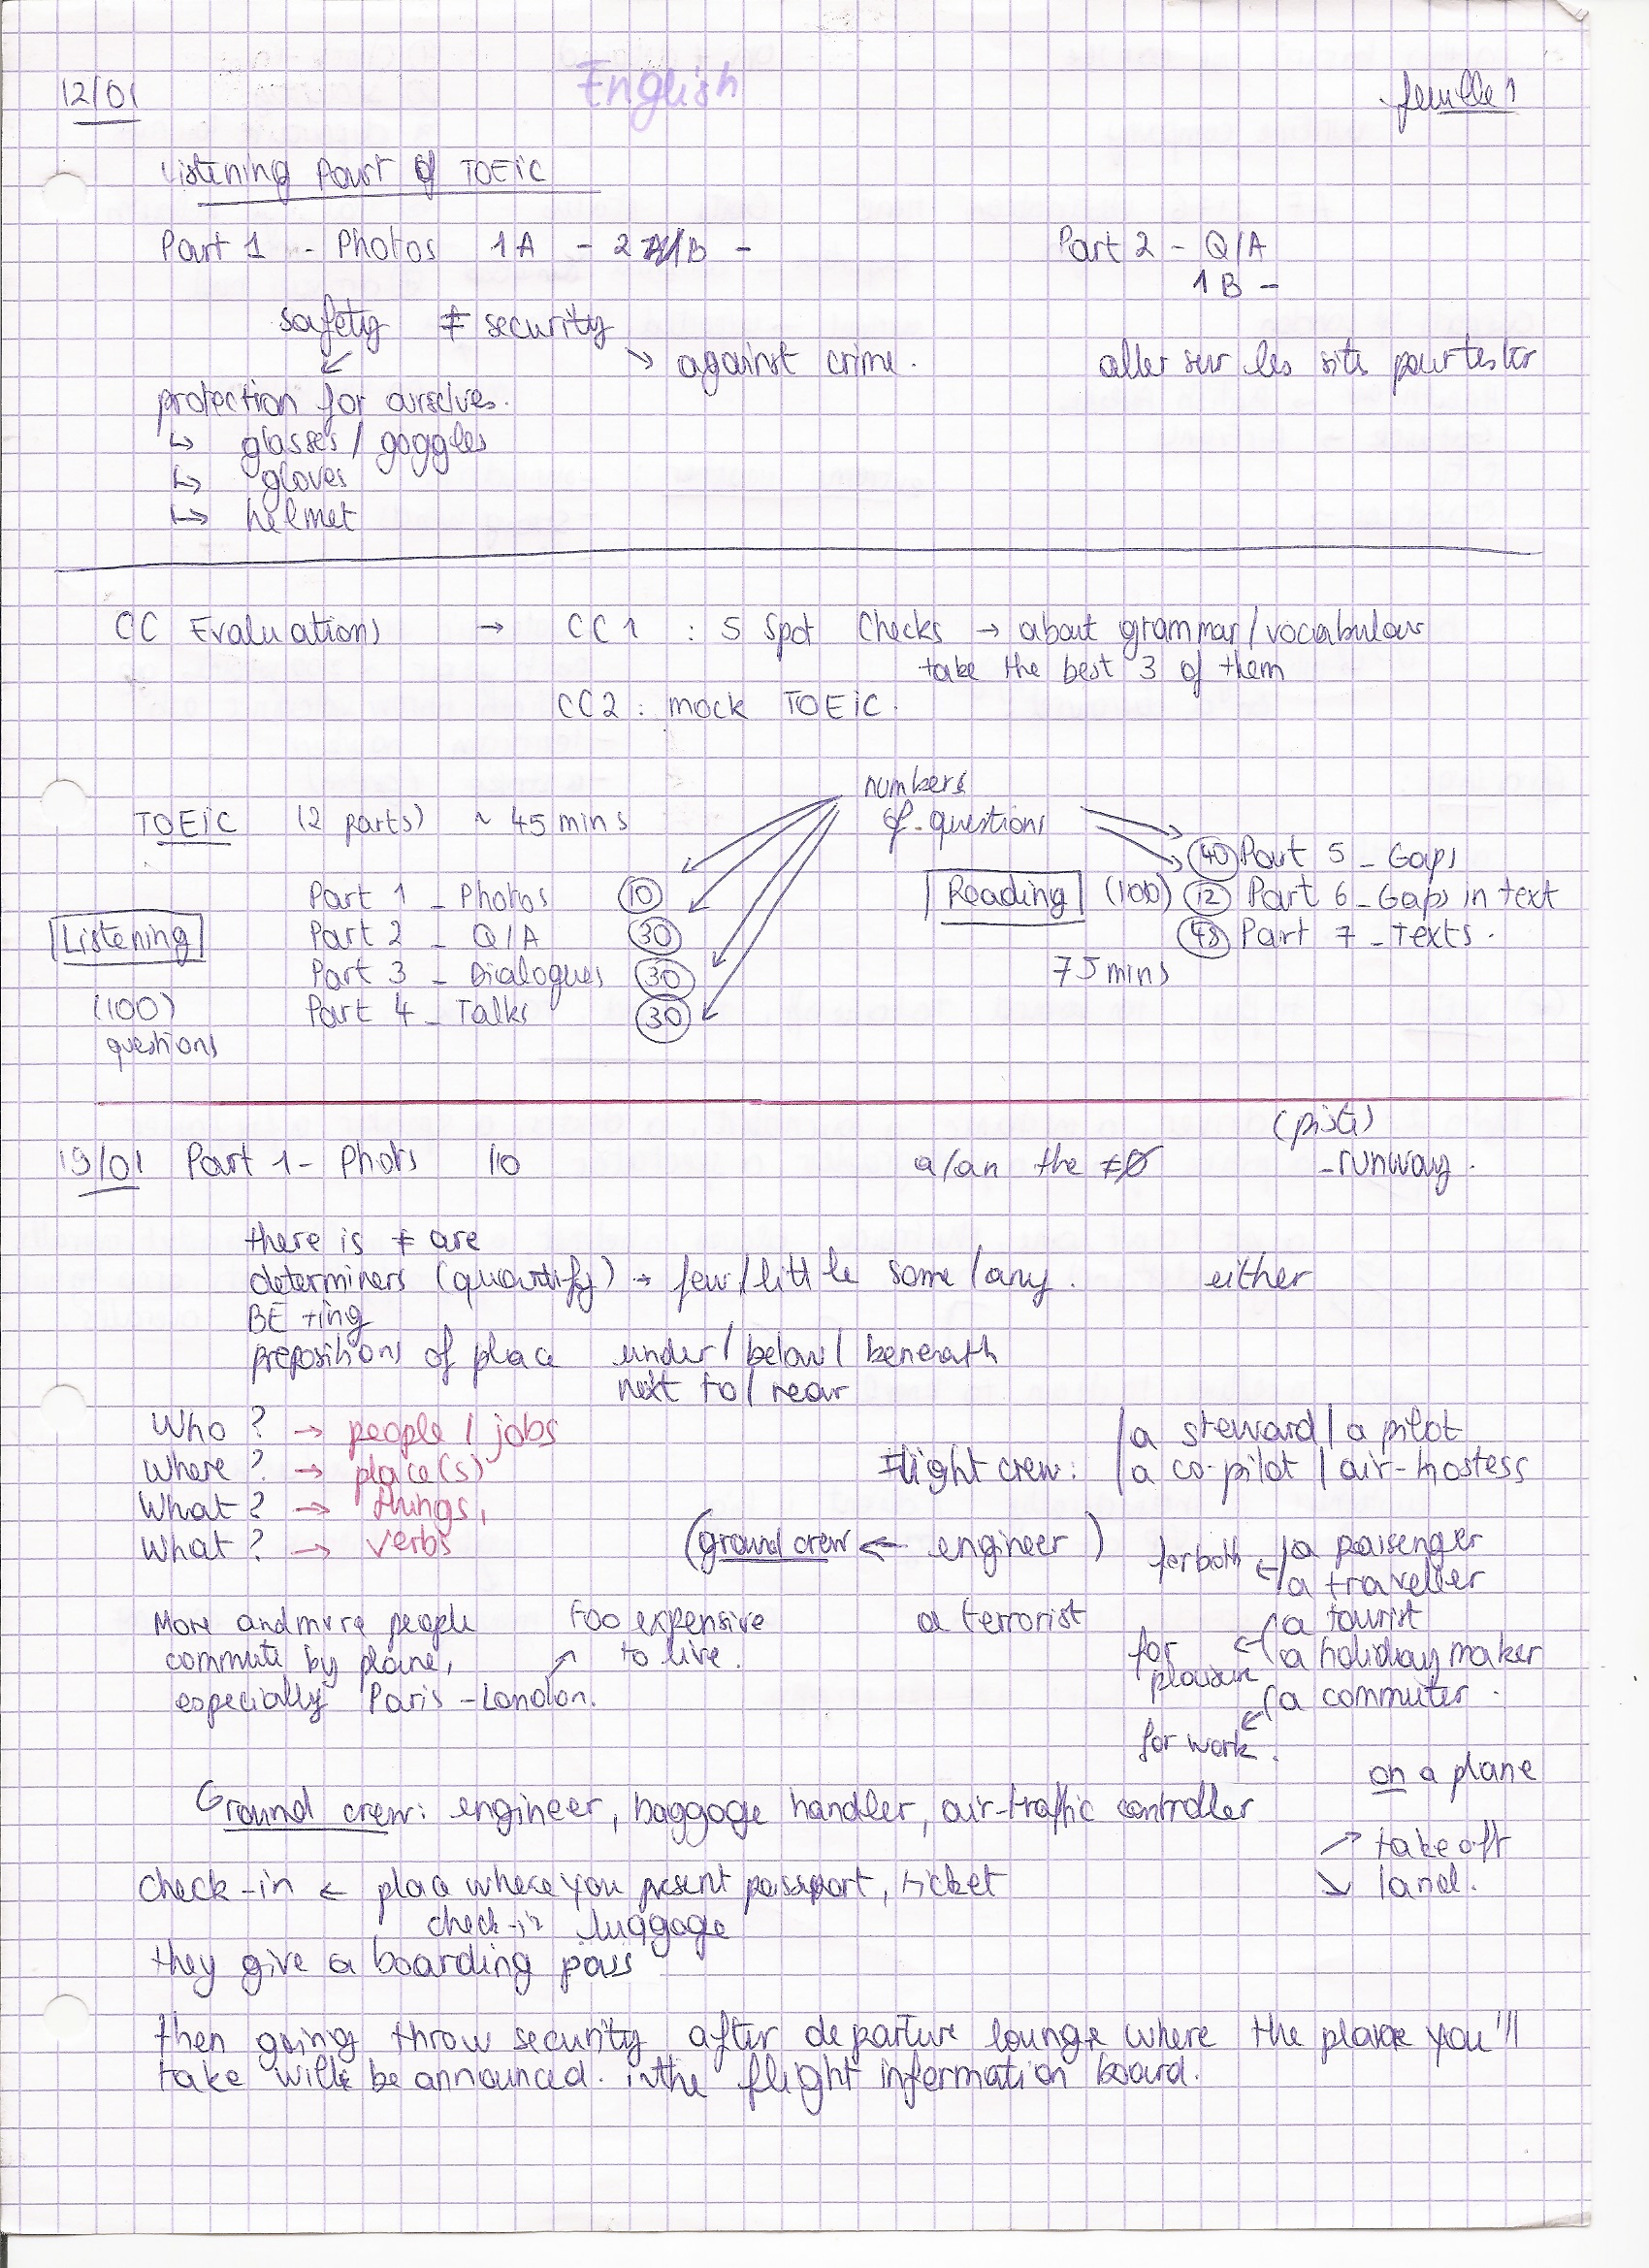 12/01 English feuille 1
Listening Part of TOEIC
Part 1 - Photos 1A - 2 B - Part 2 - Q/A
1B -
safety ≠ security
↙ ↘ against crime. aller sur les sits pour tester
protection for ourselves.
↳ glasses / goggles
↳ gloves
↳ helmet
CC Evaluations → CC1 : 5 Spot Checks → about grammar/vocabulary
take the best 3 of them
CC2 : mock TOEIC.
numbers
of questions
TOEIC (2 parts) ~ 45 mins
Listening
(100)
questions
Part 1 - Photos 10
Part 2 - Q/A 30
Part 3 - Dialogues 30
Part 4 - Talks 30
Reading (100)
75 mins
40 Part 5 - Gaps
12 Part 6 - Gaps in text
48 Part 7 - Texts.
(piste)
19/01 Part 1 - Phots 10 a/an the ≠ Ø - runway.
there is ≠ are
determiners (quantify) → few/little some/any. either
BE +ing
prepositions of place under/below/beneath
next to/near
Who ? → people / jobs
Where ? → place(s)
What ? → things,
What ? → verbs
Flight crew: /a steward / a pilot
/a co-pilot / air-hostess
(ground crew ← engineer)
for both ← /a passenger
/a traveller
for pleasure ← (a tourist
(a holiday maker
for work. ↙ (a commuter.
More and more people
commute by plane,
especially Paris - London.
↗ too expensive
to live.
a terrorist
on a plane
Ground crew: engineer, baggage handler, air-traffic controller
↗ take off
↘ land.
check-in ← place where you present passport, ticket
check-in luggage
they give a boarding pass
then going throw security after departure lounge where the plane you'll
take will be announced. in the flight information board.